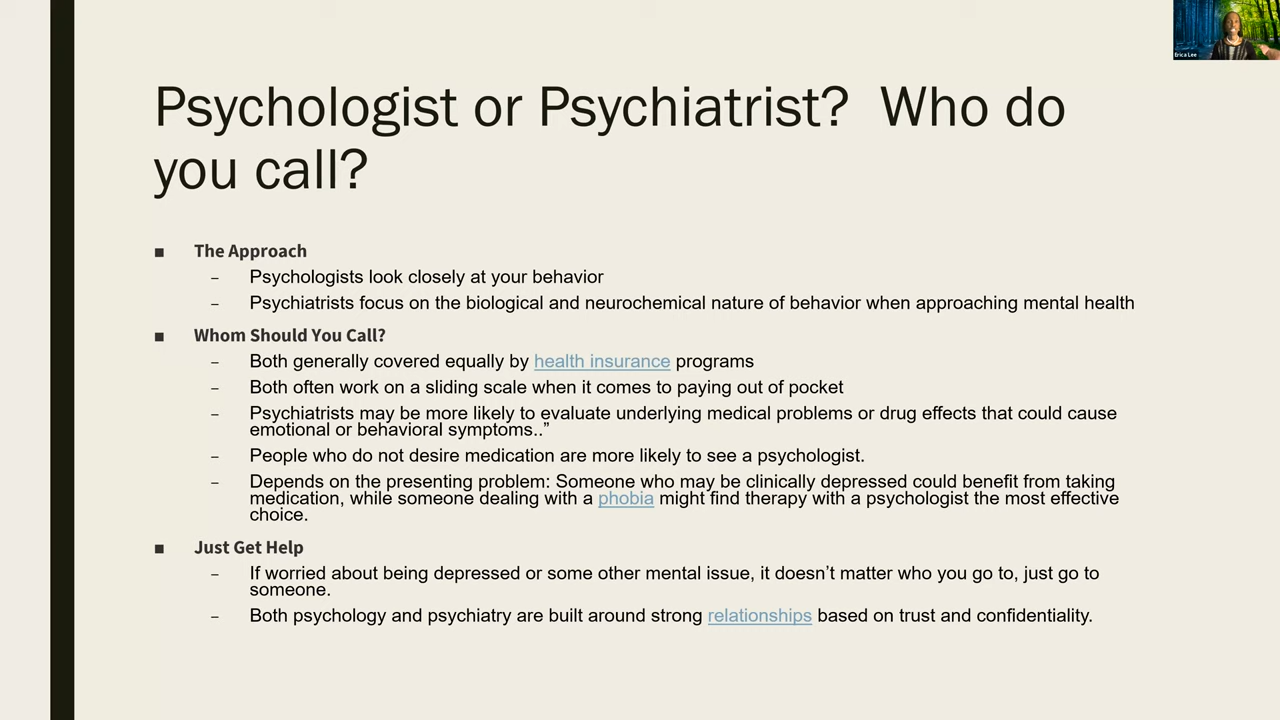 Erica Lee
Psychologist or Psychiatrist?  Who do
you call?
■ The Approach
– Psychologists look closely at your behavior
– Psychiatrists focus on the biological and neurochemical nature of behavior when approaching mental health
■ Whom Should You Call?
– Both generally covered equally by health insurance programs
– Both often work on a sliding scale when it comes to paying out of pocket
– Psychiatrists may be more likely to evaluate underlying medical problems or drug effects that could cause
emotional or behavioral symptoms..”
– People who do not desire medication are more likely to see a psychologist.
– Depends on the presenting problem: Someone who may be clinically depressed could benefit from taking
medication, while someone dealing with a phobia might find therapy with a psychologist the most effective
choice.
■ Just Get Help
– If worried about being depressed or some other mental issue, it doesn’t matter who you go to, just go to
someone.
– Both psychology and psychiatry are built around strong relationships based on trust and confidentiality.